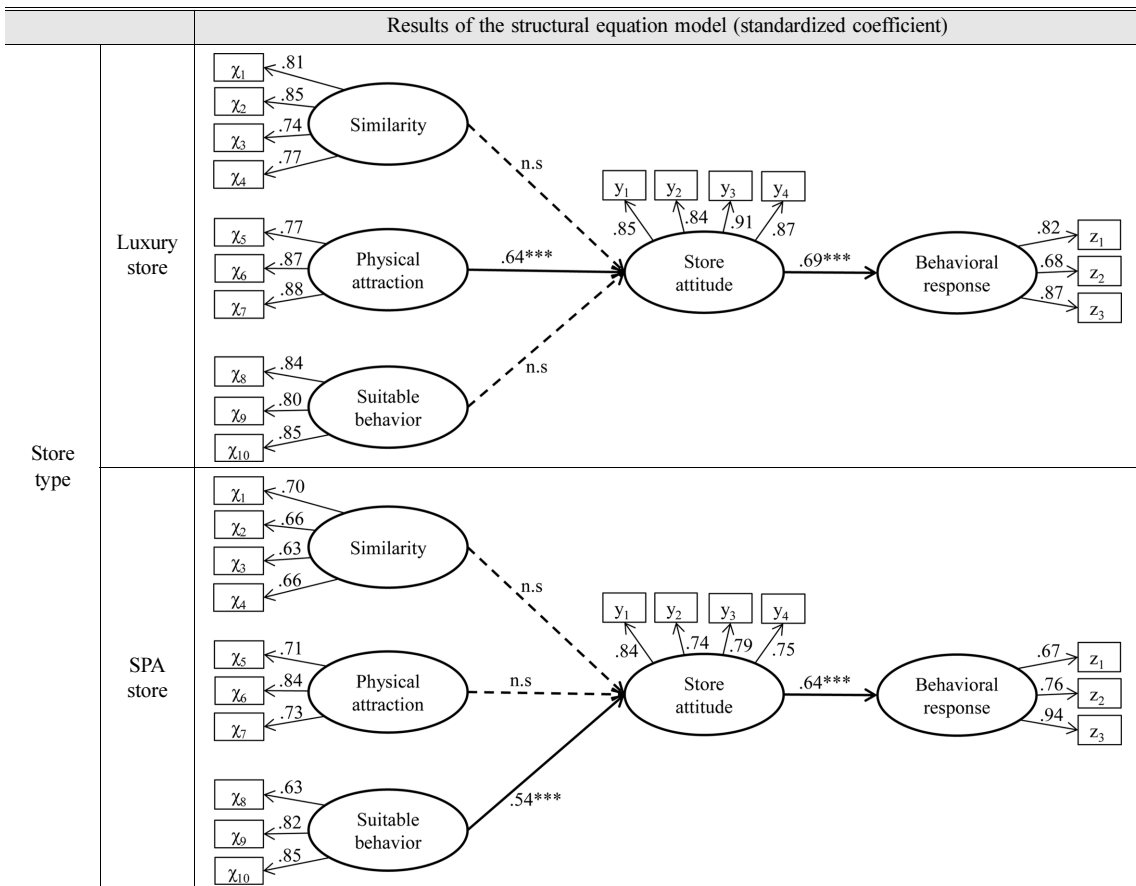 Results of the structural equation model (standardized coefficient)
Store
type
Luxury
store
χ1
.81
χ2
.85
χ3
.74
χ4
.77
Similarity
n.s
χ5
.77
χ6
.87
χ7
.88
Physical
attraction
.64***
χ8
.84
χ9
.80
χ10
.85
Suitable
behavior
n.s
y1
y2
y3
y4
.85
.84
.91
.87
Store
attitude
.69***
Behavioral
response
.82
z1
.68
z2
.87
z3
SPA
store
χ1
.70
χ2
.66
χ3
.63
χ4
.66
Similarity
n.s
χ5
.71
χ6
.84
χ7
.73
Physical
attraction
n.s
χ8
.63
χ9
.82
χ10
.85
Suitable
behavior
.54***
y1
y2
y3
y4
.84
.74
.79
.75
Store
attitude
.64***
Behavioral
response
.67
z1
.76
z2
.94
z3